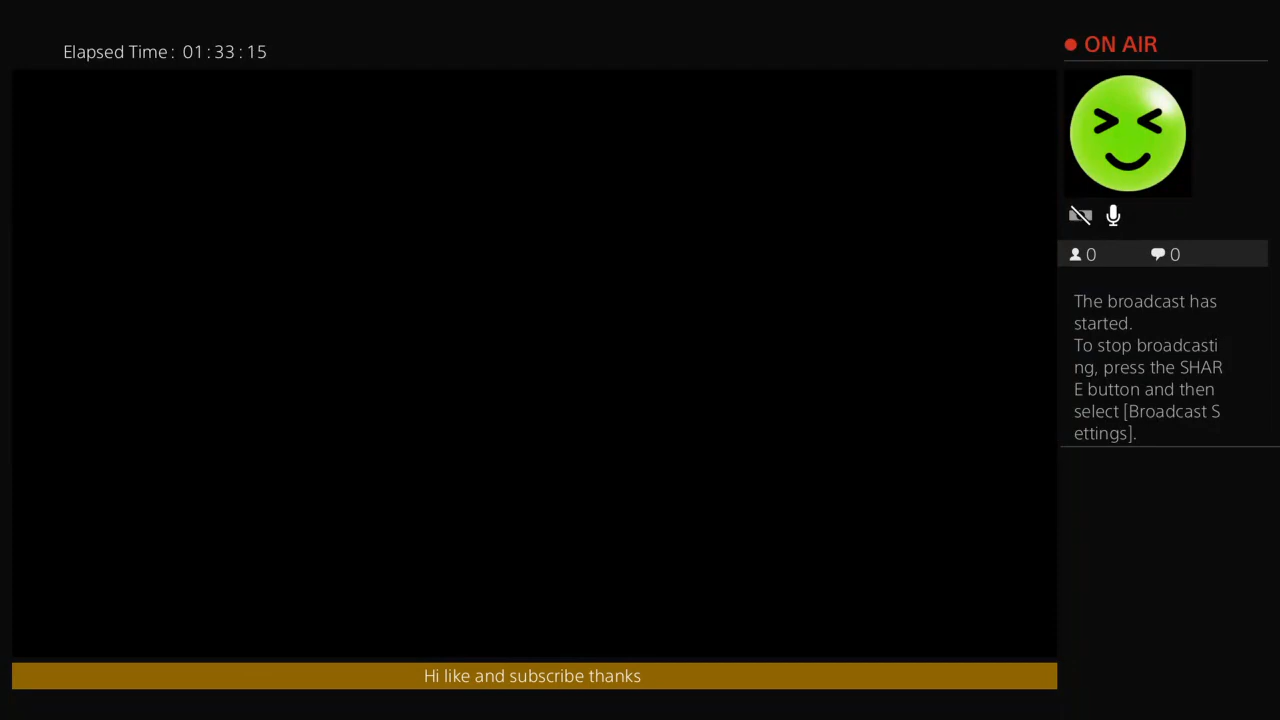 Elapsed Time: 01:33:15
ON AIR
0 0
The broadcast has
started.
To stop broadcasti
ng, press the SHAR
E button and then
select [Broadcast S
ettings].
Hi like and subscribe thanks